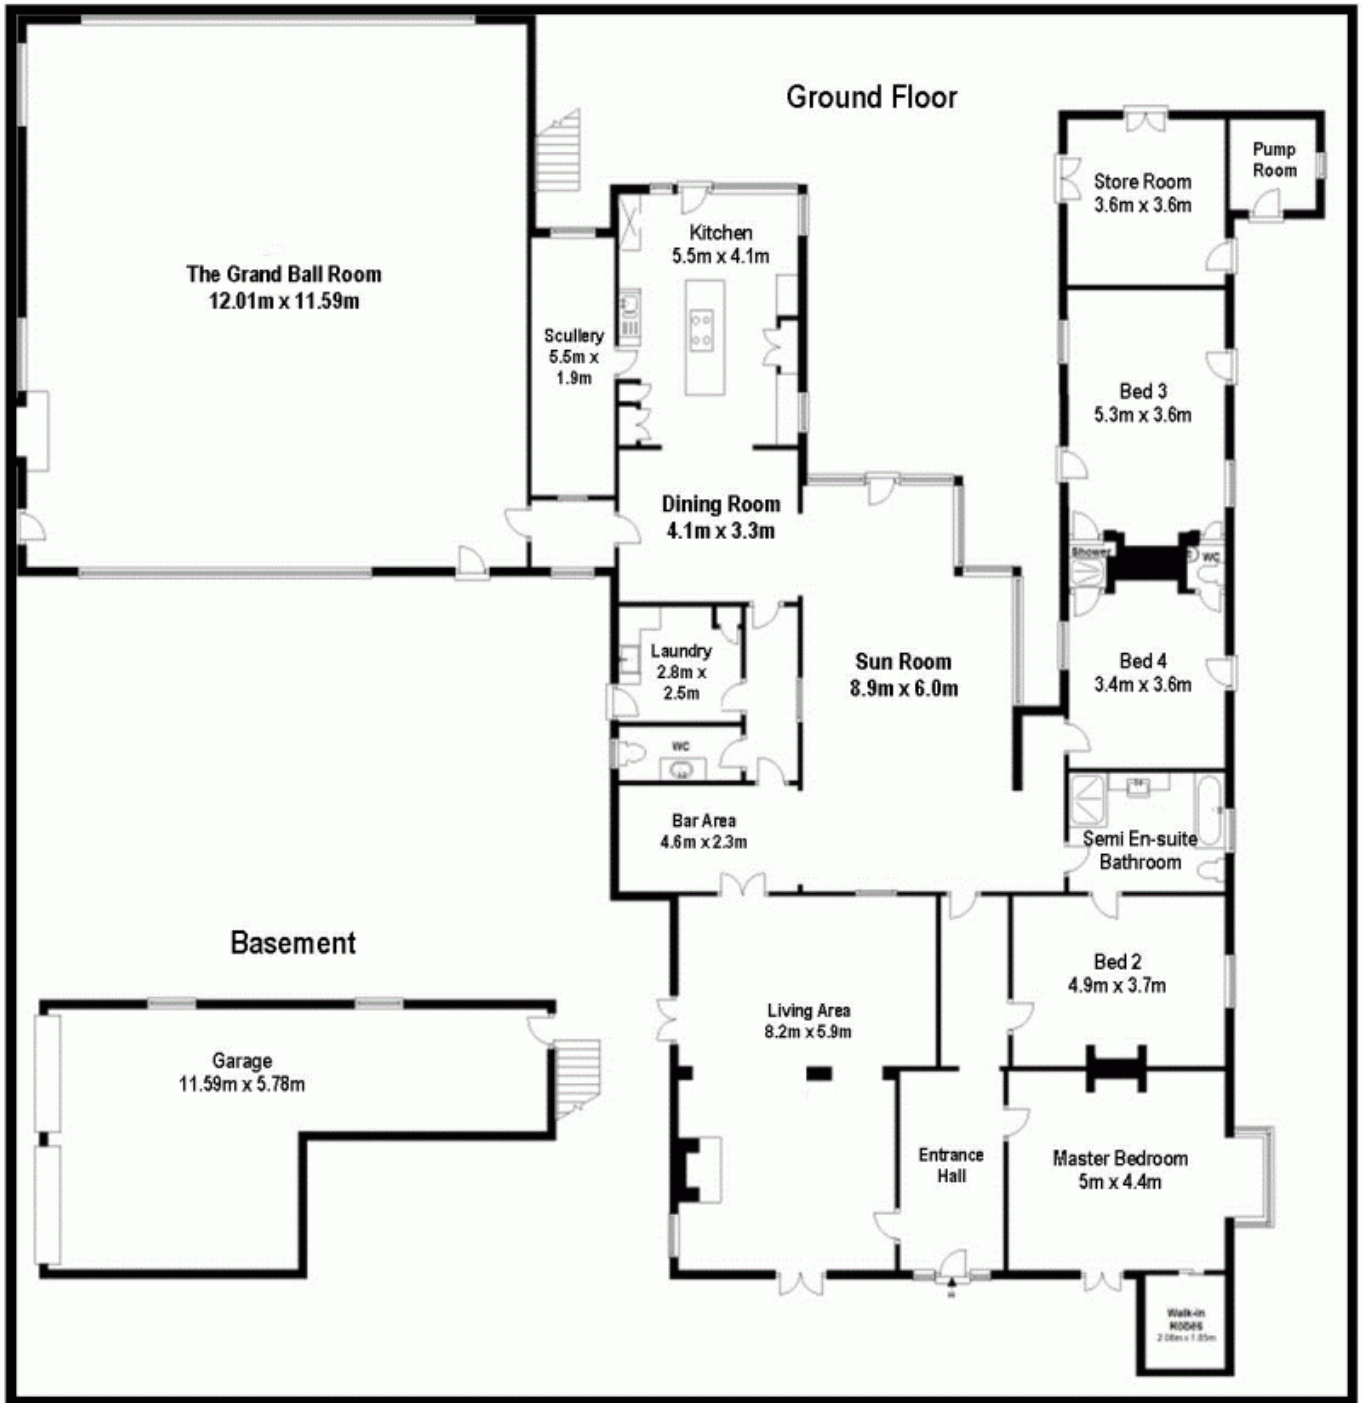 Ground Floor
Pump
Room
Store Room
3.6m x 3.6m
Kitchen
5.5m x 4.1m
The Grand Ball Room
12.01m x 11.59m
Scullery
5.5m x
1.9m
Bed 3
5.3m x 3.6m
Dining Room
4.1m x 3.3m
Shower
WC
Laundry
2.8m x
2.5m
Sun Room
8.9m x 6.0m
Bed 4
3.4m x 3.6m
WC
Bar Area
4.6m x 2.3m
Semi En-suite
Bathroom
Basement
Bed 2
4.9m x 3.7m
Living Area
8.2m x 5.9m
Garage
11.59m x 5.78m
Entrance
Hall
Master Bedroom
5m x 4.4m
Walk-in
Robes